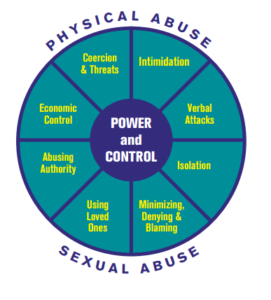 PHYSICAL ABUSE
Coercion
& Threats
Intimidation
Economic
Control
Verbal
Attacks
POWER
and
CONTROL
Abusing
Authority
Isolation
Using
Loved
Ones
Minimizing,
Denying &
Blaming
SEXUAL ABUSE